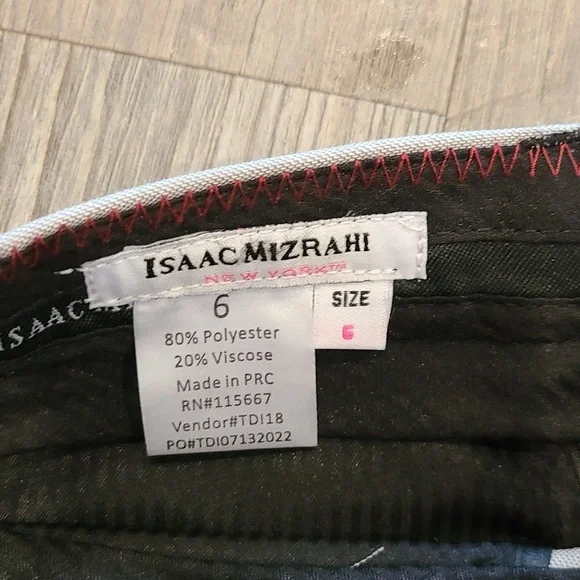 ISAAC MIZRAHI
NEW YORK™
6
80% Polyester
20% Viscose
Made in PRC
RN#115667
Vendor#TDI18
PO#TDI07132022
SIZE
6
ISAAC